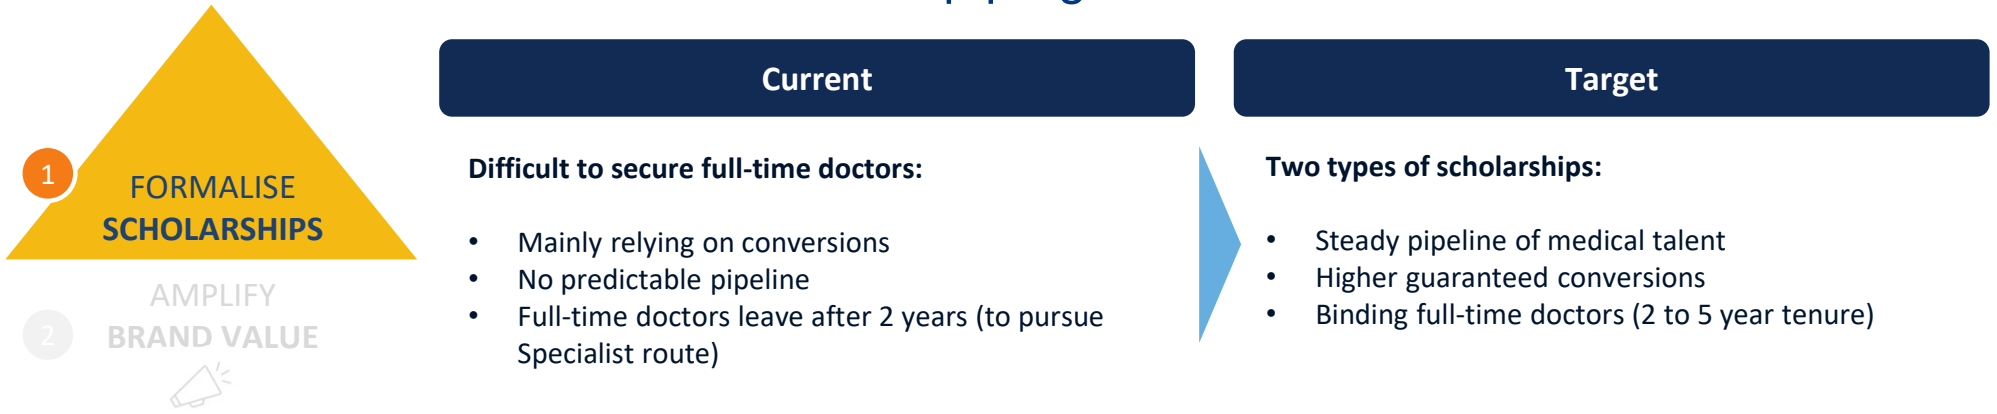 1
FORMALISE
SCHOLARSHIPS
2
AMPLIFY
BRAND VALUE
Current
Difficult to secure full-time doctors:
• Mainly relying on conversions
• No predictable pipeline
• Full-time doctors leave after 2 years (to pursue
Specialist route)
Target
Two types of scholarships:
• Steady pipeline of medical talent
• Higher guaranteed conversions
• Binding full-time doctors (2 to 5 year tenure)